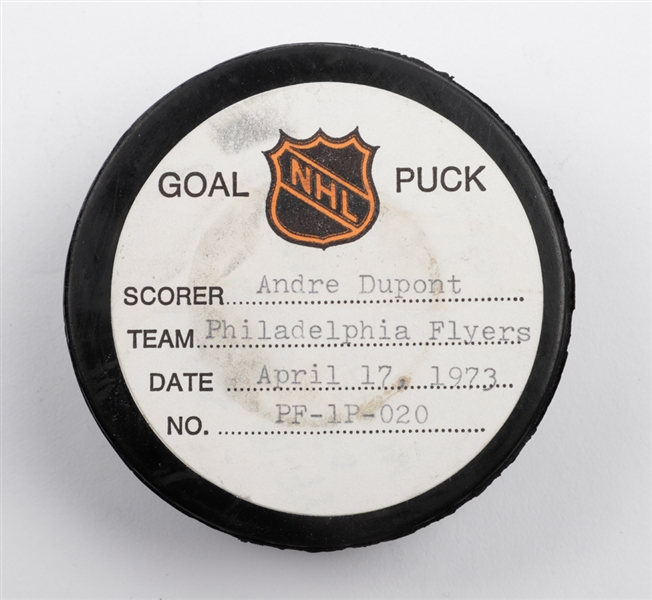 GOAL NHL PUCK
SCORER Andre Dupont
TEAM Philadelphia Flyers
DATE April 17, 1973
NO. PF-1P-020